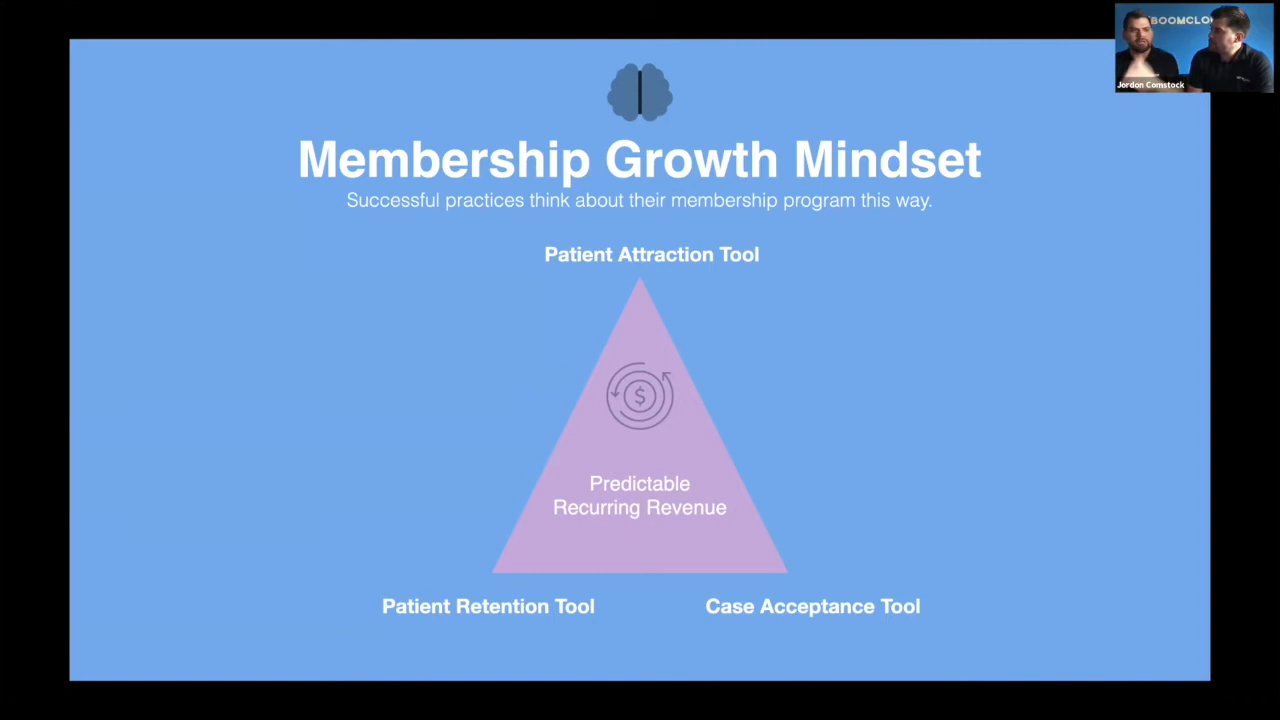 BOOMCLO
Jordon Comstock
Membership Growth Mindset
Successful practices think about their membership program this way.
Patient Attraction Tool
$
Predictable
Recurring Revenue
Patient Retention Tool
Case Acceptance Tool